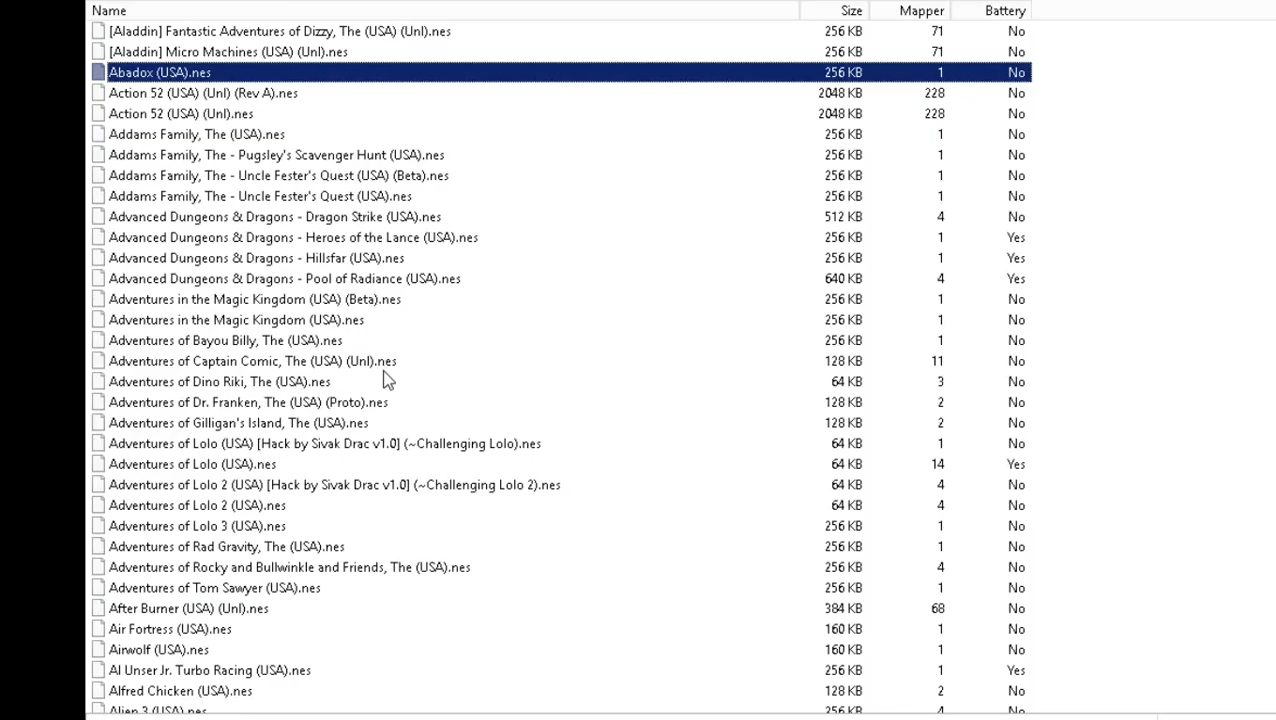 Name Size Mapper Battery
[Aladdin] Fantastic Adventures of Dizzy, The (USA) (Unl).nes 256 KB 71 No
[Aladdin] Micro Machines (USA) (Unl).nes 256 KB 71 No
Abadox (USA).nes 256 KB 1 No
Action 52 (USA) (Unl) (Rev A).nes 2048 KB 228 No
Action 52 (USA) (Unl).nes 2048 KB 228 No
Addams Family, The (USA).nes 256 KB 1 No
Addams Family, The - Pugsley's Scavenger Hunt (USA).nes 256 KB 1 No
Addams Family, The - Uncle Fester's Quest (USA) (Beta).nes 256 KB 1 No
Addams Family, The - Uncle Fester's Quest (USA).nes 256 KB 1 No
Advanced Dungeons & Dragons - Dragon Strike (USA).nes 512 KB 4 No
Advanced Dungeons & Dragons - Heroes of the Lance (USA).nes 256 KB 1 Yes
Advanced Dungeons & Dragons - Hillsfar (USA).nes 256 KB 1 Yes
Advanced Dungeons & Dragons - Pool of Radiance (USA).nes 640 KB 4 Yes
Adventures in the Magic Kingdom (USA) (Beta).nes 256 KB 1 No
Adventures in the Magic Kingdom (USA).nes 256 KB 1 No
Adventures of Bayou Billy, The (USA).nes 256 KB 1 No
Adventures of Captain Comic, The (USA) (Unl).nes 128 KB 11 No
Adventures of Dino Riki, The (USA).nes 64 KB 3 No
Adventures of Dr. Franken, The (USA) (Proto).nes 128 KB 2 No
Adventures of Gilligan's Island, The (USA).nes 128 KB 2 No
Adventures of Lolo (USA) [Hack by Sivak Drac v1.0] (~Challenging Lolo).nes 64 KB 1 No
Adventures of Lolo (USA).nes 64 KB 14 Yes
Adventures of Lolo 2 (USA) [Hack by Sivak Drac v1.0] (~Challenging Lolo 2).nes 64 KB 4 No
Adventures of Lolo 2 (USA).nes 64 KB 4 No
Adventures of Lolo 3 (USA).nes 256 KB 1 No
Adventures of Rad Gravity, The (USA).nes 256 KB 1 No
Adventures of Rocky and Bullwinkle and Friends, The (USA).nes 256 KB 4 No
Adventures of Tom Sawyer (USA).nes 256 KB 1 No
After Burner (USA) (Unl).nes 384 KB 68 No
Air Fortress (USA).nes 160 KB 1 No
Airwolf (USA).nes 160 KB 1 No
Al Unser Jr. Turbo Racing (USA).nes 256 KB 1 Yes
Alfred Chicken (USA).nes 128 KB 2 No
Alien 3 (USA).nes 256 KB 4 No